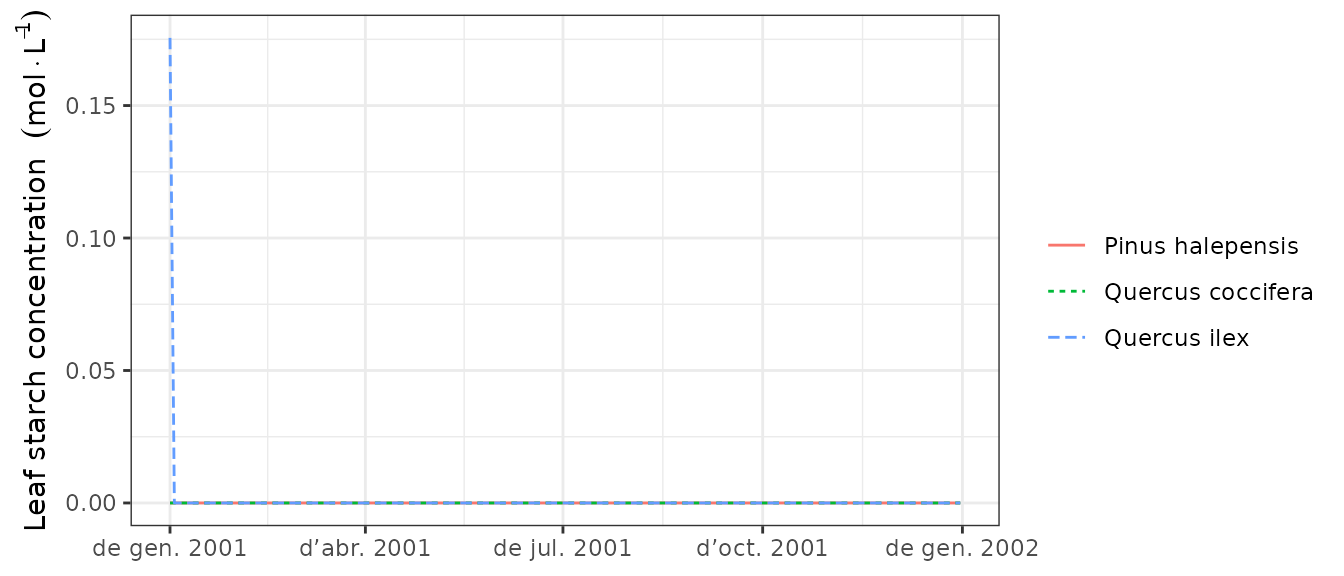 Leaf starch concentration (mol · L⁻¹)
0.15
0.10
0.05
0.00
de gen. 2001 d’abr. 2001 de jul. 2001 d’oct. 2001 de gen. 2002
Pinus halepensis
Quercus coccifera
Quercus ilex